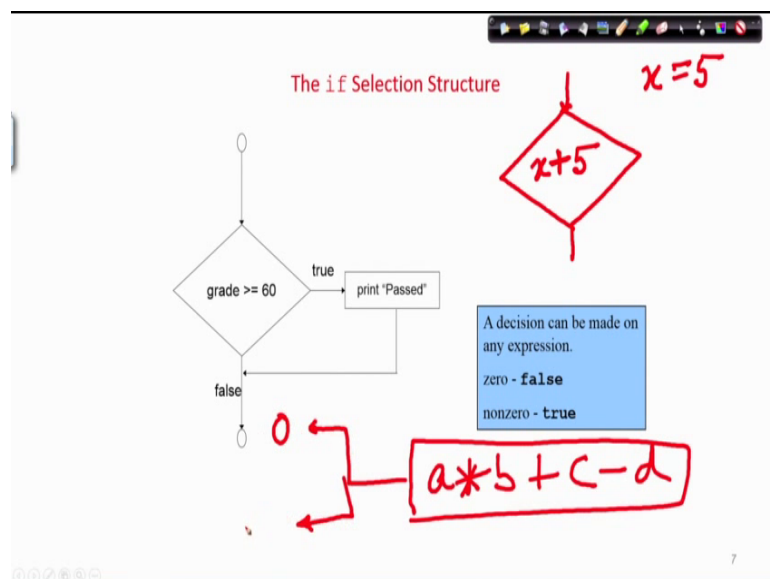 The if Selection Structure
x=5
x+5
grade >= 60
true
print "Passed"
false
A decision can be made on
any expression.
zero - false
nonzero - true
0
a*b+c-d
7